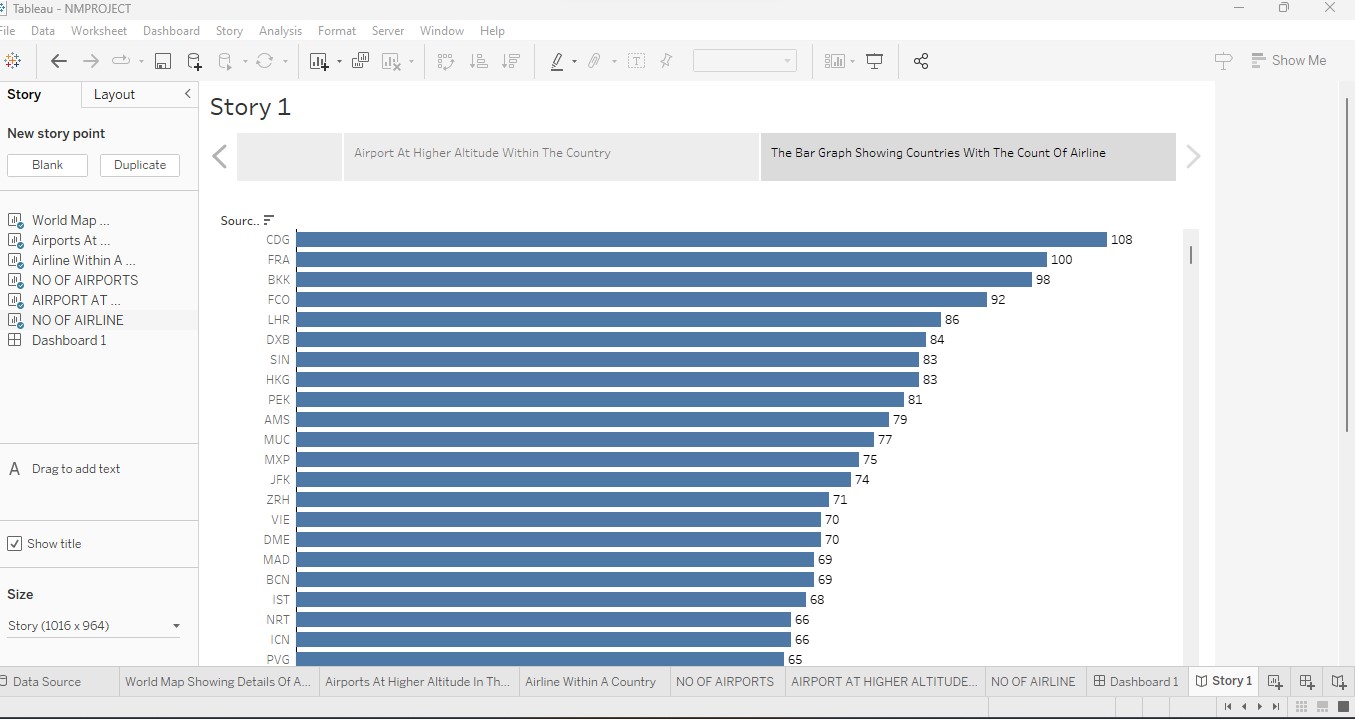 Tableau - NMPROJECT
File Data Worksheet Dashboard Story Analysis Format Server Window Help
Show Me
Story Layout
New story point
Blank Duplicate
World Map ...
Airports At ...
Airline Within A ...
NO OF AIRPORTS
AIRPORT AT ...
NO OF AIRLINE
Dashboard 1
A Drag to add text
Show title
Size
Story (1016 x 964)
Story 1
Airport At Higher Altitude Within The Country
The Bar Graph Showing Countries With The Count Of Airline
Sourc..
CDG 108
FRA 100
BKK 98
FCO 92
LHR 86
DXB 84
SIN 83
HKG 83
PEK 81
AMS 79
MUC 77
MXP 75
JFK 74
ZRH 71
VIE 70
DME 70
MAD 69
BCN 69
IST 68
NRT 66
ICN 66
PVG 65
Data Source World Map Showing Details Of A... Airports At Higher Altitude In Th... Airline Within A Country NO OF AIRPORTS AIRPORT AT HIGHER ALTITUDE... NO OF AIRLINE Dashboard 1 Story 1